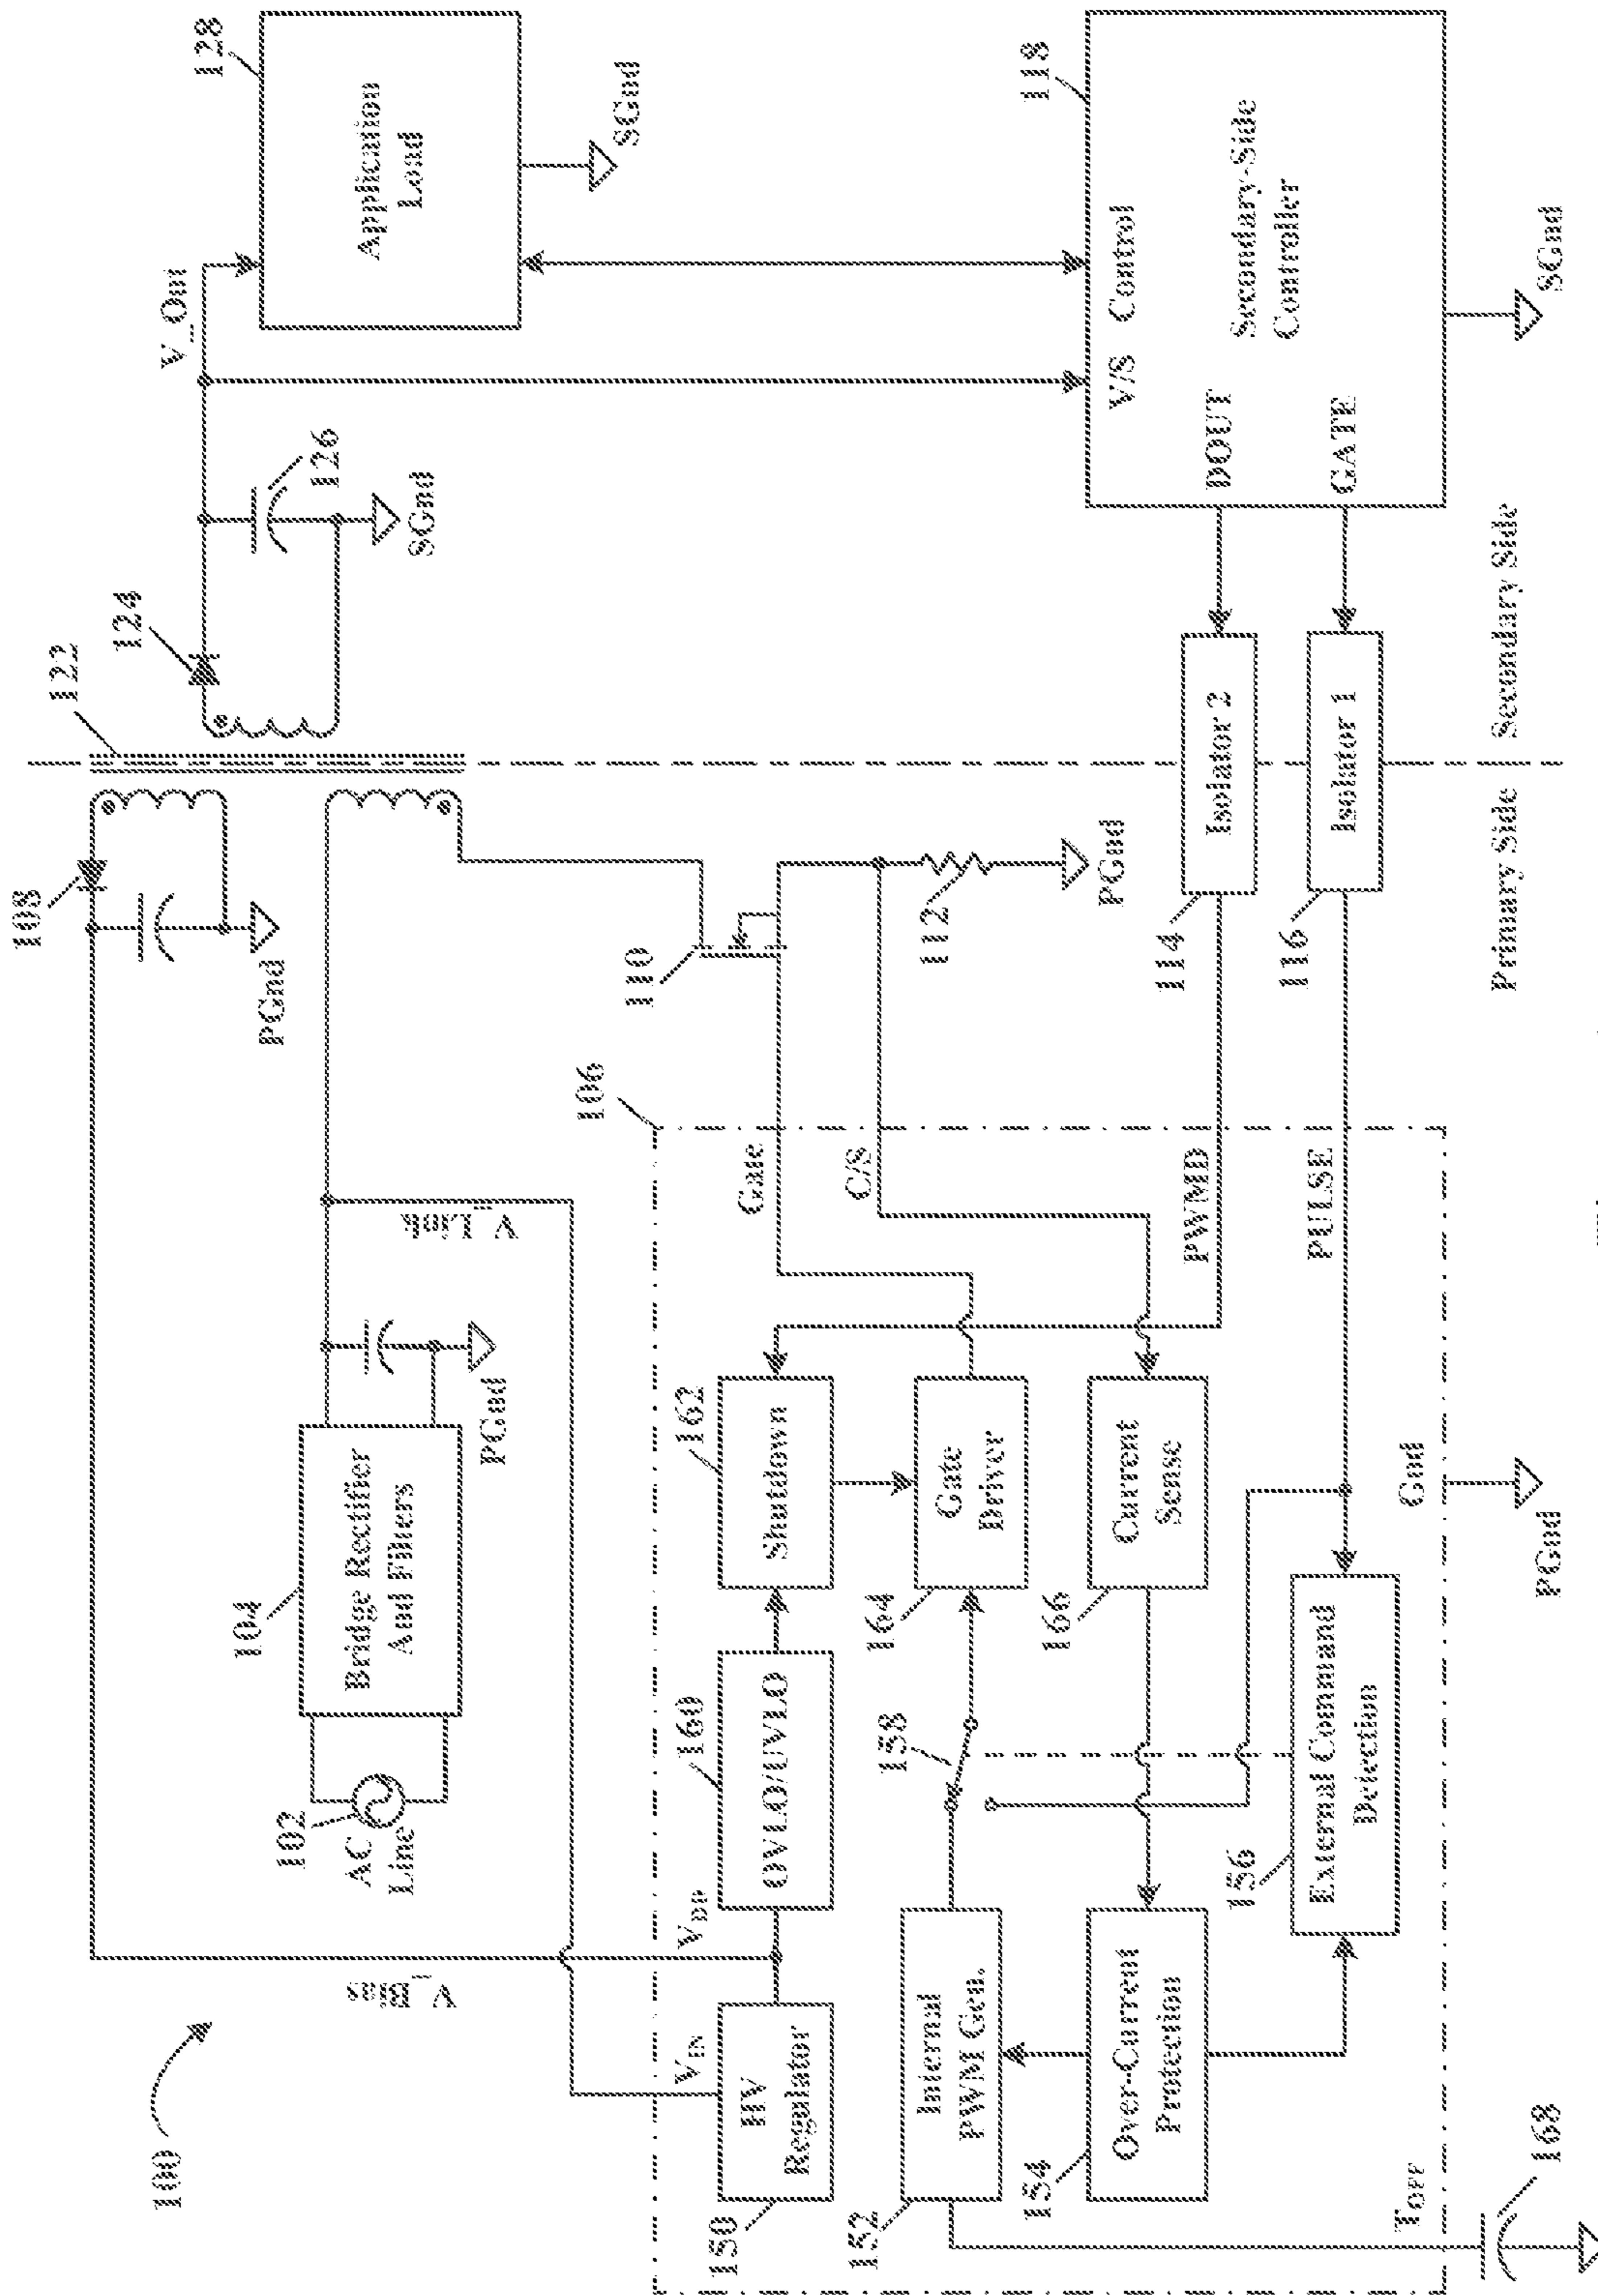 100
108
PGnd
122
124
126
SGnd
V_Out
128
Application
Load
SGnd
V_Bias
102
AC
Line
104
Bridge Rectifier
And Filters
PGnd
V_Link
106
110
112
PGnd
V_IN
HV
Regulator
150
V_DD
160
OVLO/UVLO
162
Shutdown
Gate
C/S
152
Internal
PWM Gen.
158
164
Gate
Driver
154
Over-Current
Protection
166
Current
Sense
156
External Command
Detection
PWMD
PULSE
Gnd
PGnd
T_OFF
168
114
Isolator 2
116
Isolator 1
Primary Side
Secondary Side
118
V/S
Control
DOUT
GATE
Secondary-Side
Controller
SGnd